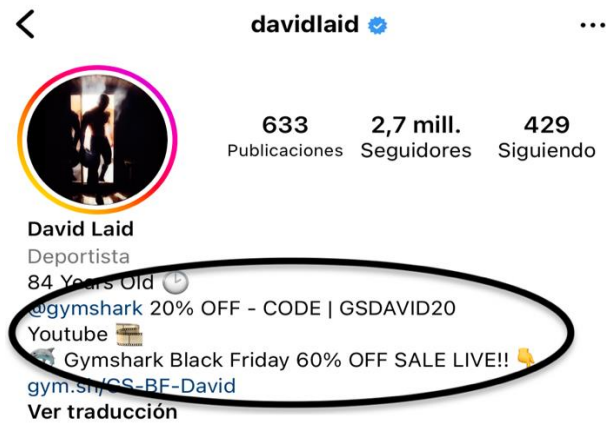 davidlaid
633 2,7 mill. 429
Publicaciones Seguidores Siguiendo
David Laid
Deportista
84 Years Old
@gymshark 20% OFF - CODE | GSDAVID20
Youtube
Gymshark Black Friday 60% OFF SALE LIVE!!
gym.sh/GS-BF-David
Ver traducción